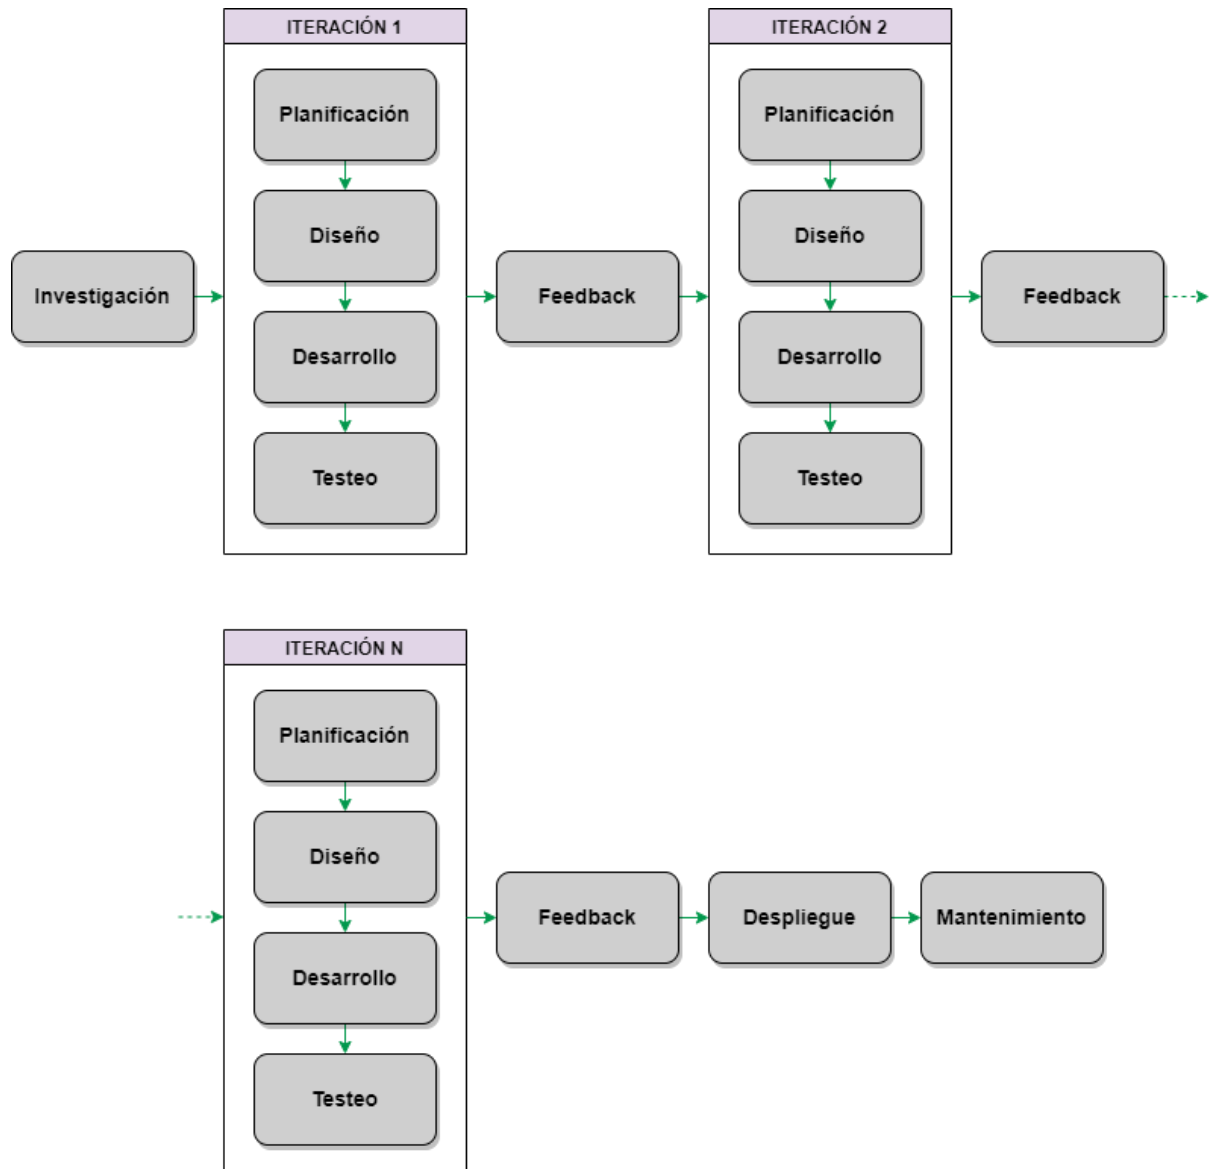 ITERACIÓN 1
Planificación
Diseño
Desarrollo
Testeo
ITERACIÓN 2
Planificación
Diseño
Desarrollo
Testeo
Investigación
Feedback
Feedback
ITERACIÓN N
Planificación
Diseño
Desarrollo
Testeo
Feedback
Despliegue
Mantenimiento